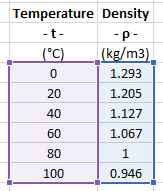 Temperature Density
- t - - ρ -
(°C) (kg/m3)
0 1.293
20 1.205
40 1.127
60 1.067
80 1
100 0.946